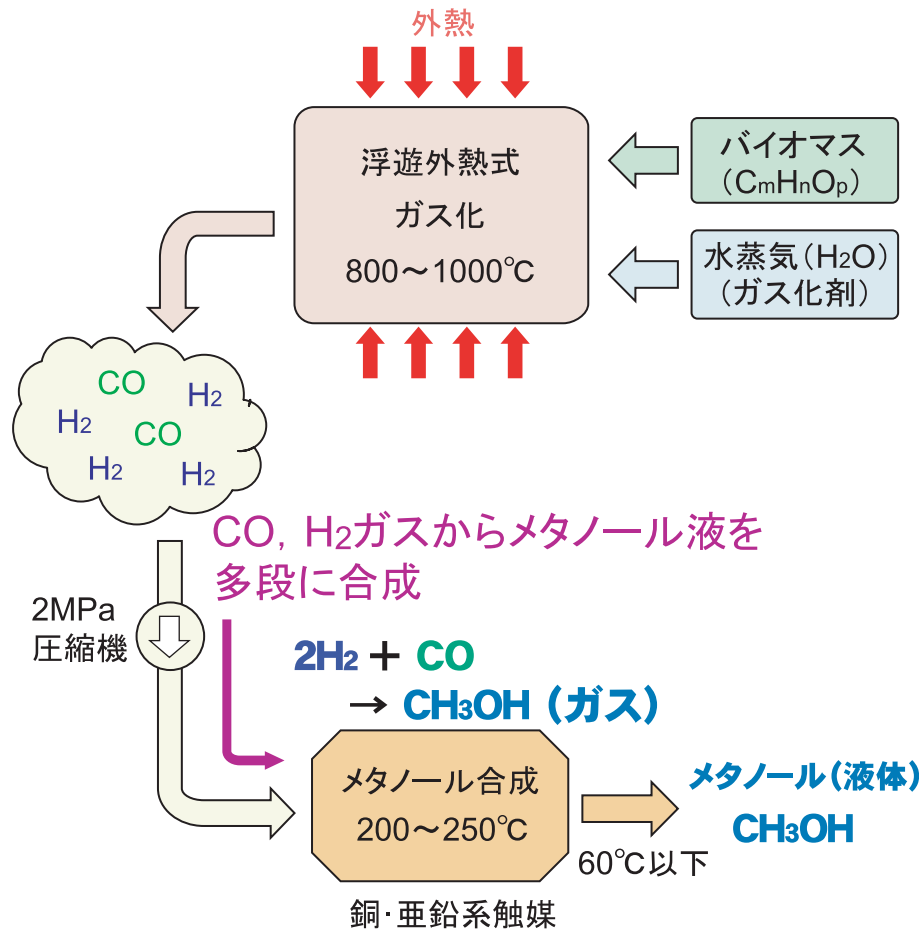 外熱
浮遊外熱式
ガス化
800～1000℃
バイオマス
（CmHnOp）
水蒸気（H2O）
（ガス化剤）
CO
H2
H2
CO
H2
H2
CO，H2ガスからメタノール液を
多段に合成
2MPa
圧縮機
2H2 + CO
→ CH3OH（ガス）
メタノール合成
200～250℃
メタノール（液体）
CH3OH
60℃以下
銅・亜鉛系触媒